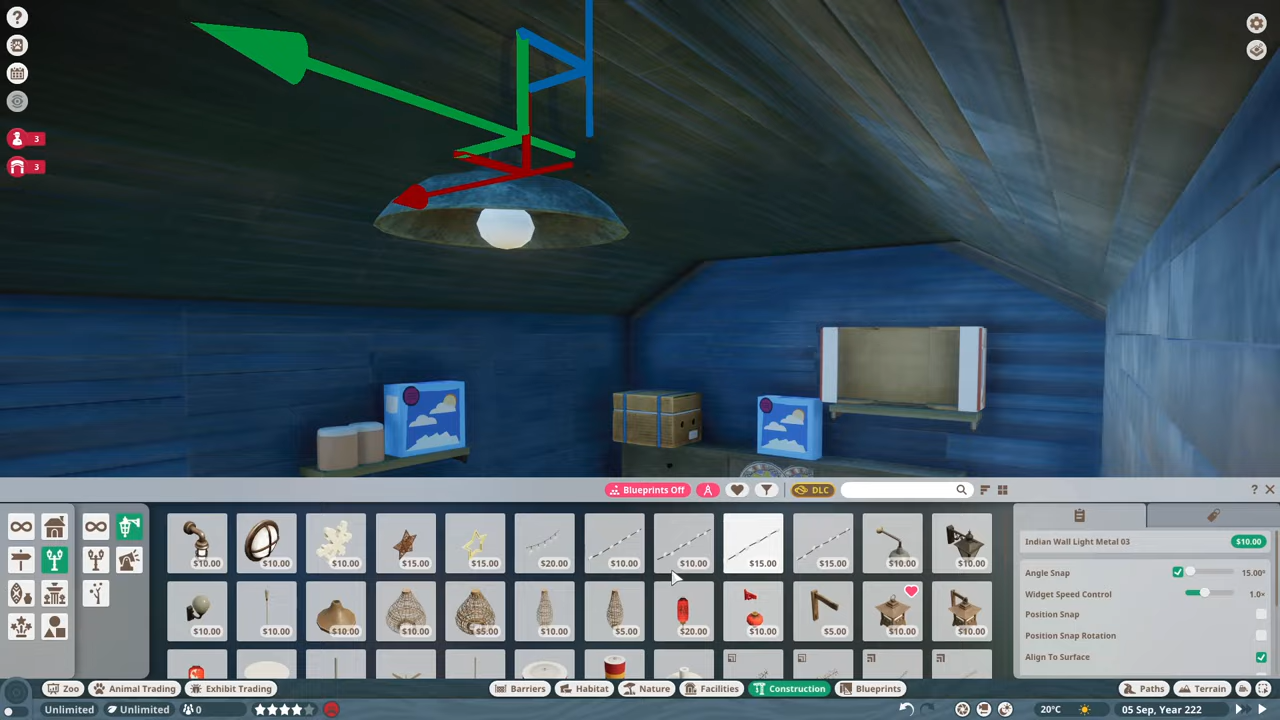 ?
3
3
Blueprints Off
DLC
?
$10.00
$10.00
$10.00
$15.00
$15.00
$20.00
$10.00
$10.00
$15.00
$15.00
$10.00
$10.00
$10.00
$10.00
$10.00
$10.00
$5.00
$10.00
$5.00
$20.00
$10.00
$5.00
$10.00
$10.00
Indian Wall Light Metal 03
$10.00
Angle Snap
15.00°
Widget Speed Control
1.0×
Position Snap
Position Snap Rotation
Align To Surface
Zoo
Animal Trading
Exhibit Trading
Barriers
Habitat
Nature
Facilities
Construction
Blueprints
Paths
Terrain
Unlimited
Unlimited
0
20°C
05 Sep, Year 222